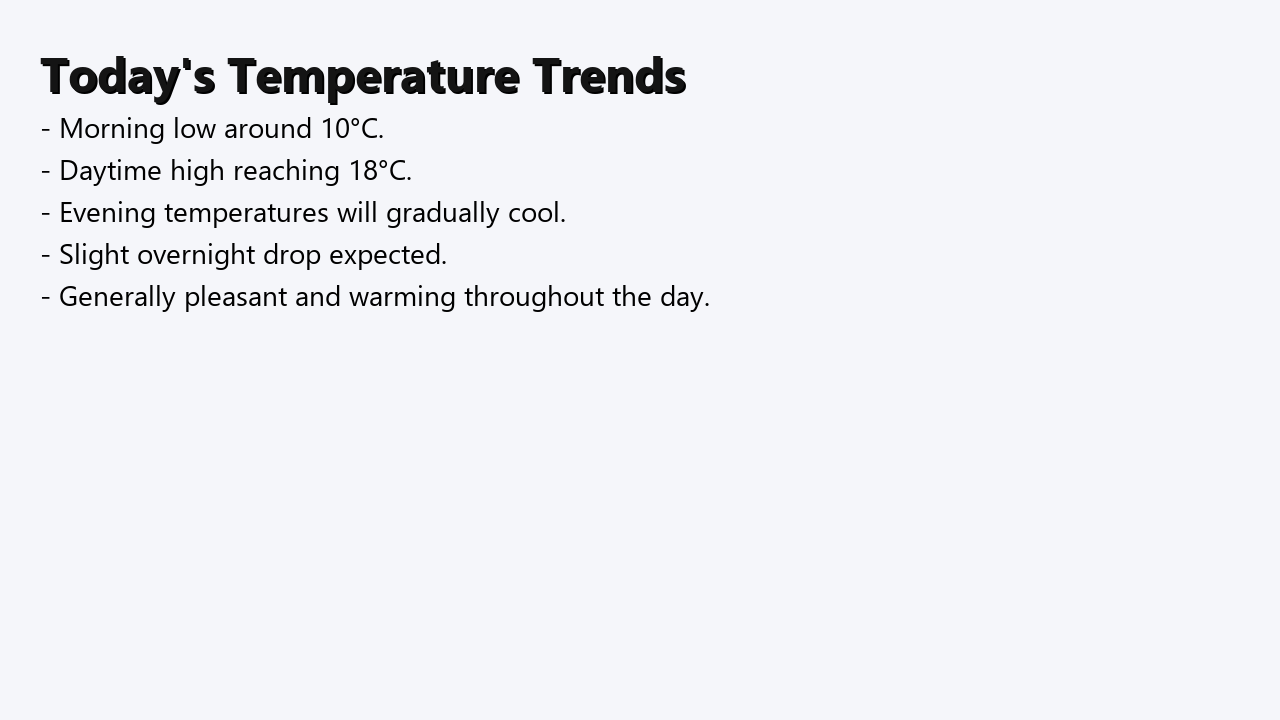 Today's Temperature Trends
- Morning low around 10°C.
- Daytime high reaching 18°C.
- Evening temperatures will gradually cool.
- Slight overnight drop expected.
- Generally pleasant and warming throughout the day.